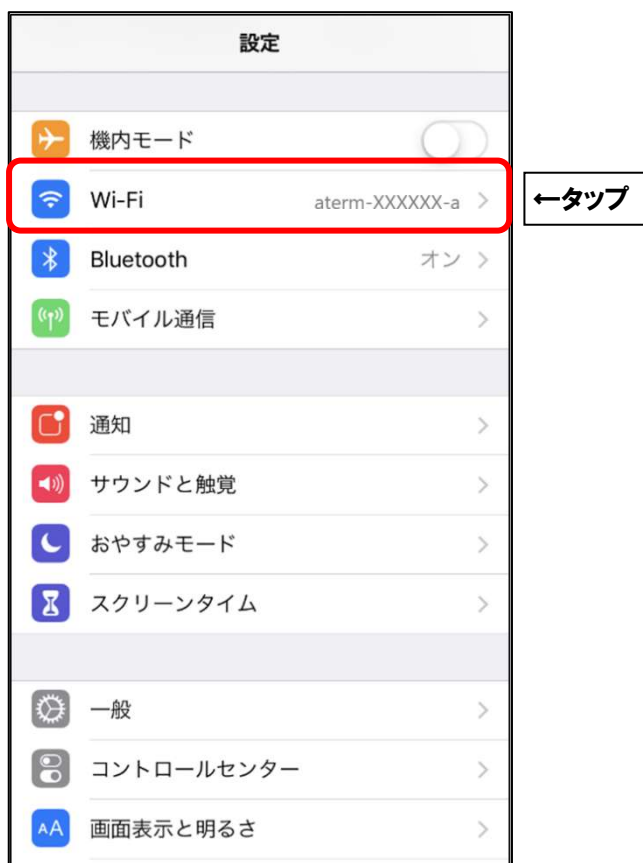 設定
機内モード
Wi-Fi aterm-XXXXXX-a
←タップ
Bluetooth オン
モバイル通信
通知
サウンドと触覚
おやすみモード
スクリーンタイム
一般
コントロールセンター
AA 画面表示と明るさ